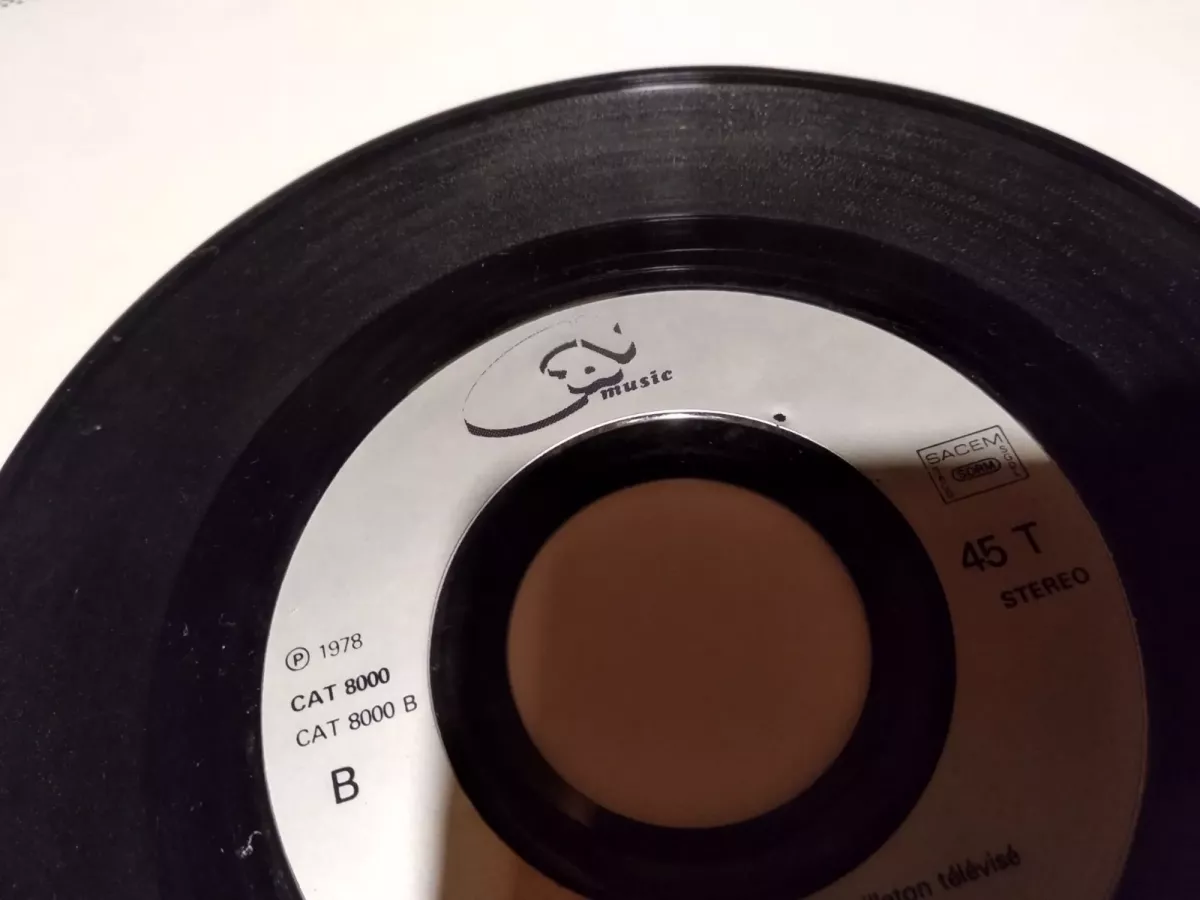 music
SACEM
SDRM
45 T
STEREO
℗ 1978
CAT 8000
CAT 8000 B
B
télévisé